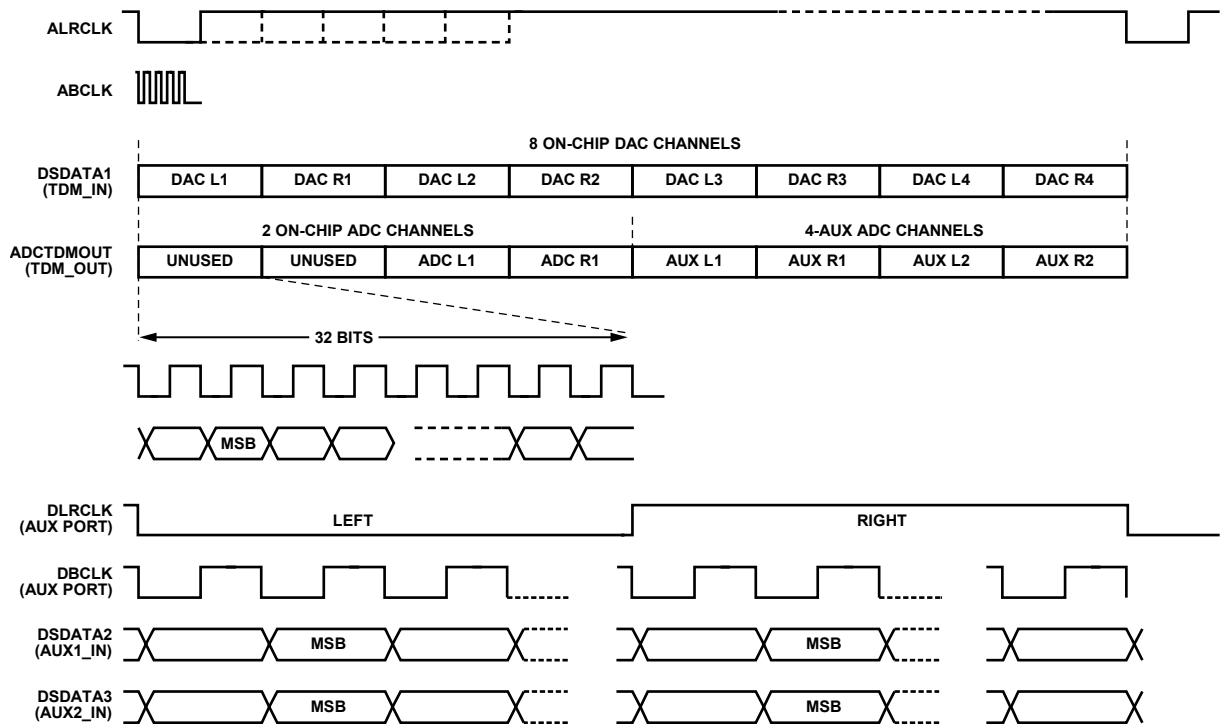 ALRCLK
ABCLK
8 ON-CHIP DAC CHANNELS
DSDATA1
(TDM_IN)
DAC L1 DAC R1 DAC L2 DAC R2 DAC L3 DAC R3 DAC L4 DAC R4
2 ON-CHIP ADC CHANNELS 4-AUX ADC CHANNELS
ADCTDMOUT
(TDM_OUT)
UNUSED UNUSED ADC L1 ADC R1 AUX L1 AUX R1 AUX L2 AUX R2
32 BITS
MSB
DLRCLK
(AUX PORT)
LEFT RIGHT
DBCLK
(AUX PORT)
DSDATA2
(AUX1_IN)
MSB MSB
DSDATA3
(AUX2_IN)
MSB MSB